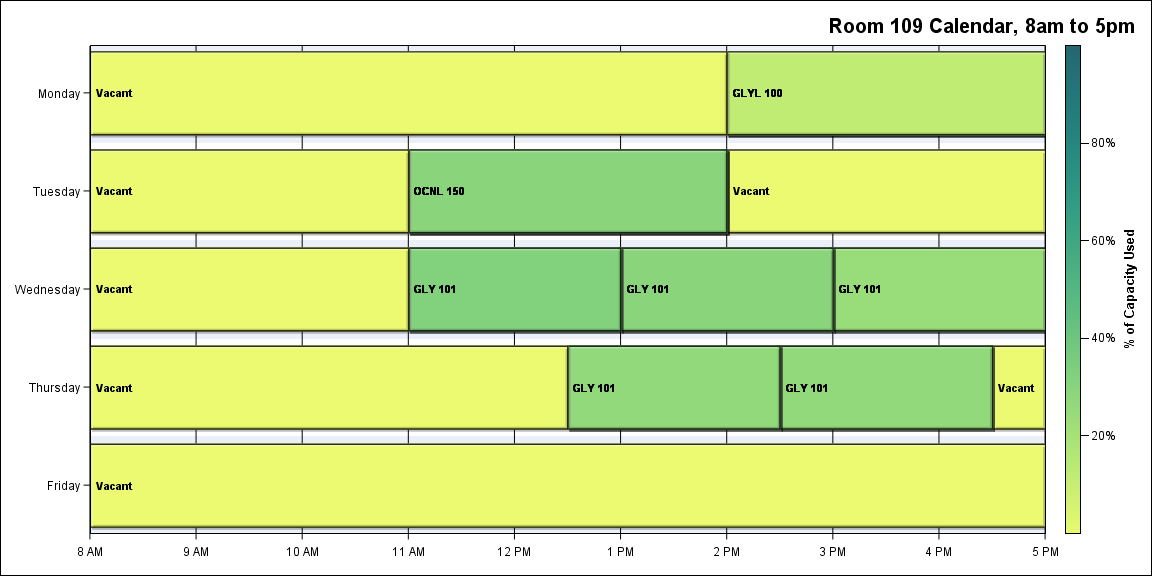 Room 109 Calendar, 8am to 5pm
Monday
Vacant
GLYL 100
Tuesday
Vacant
OCNL 150
Vacant
Wednesday
Vacant
GLY 101
GLY 101
GLY 101
Thursday
Vacant
GLY 101
GLY 101
Vacant
Friday
Vacant
8 AM
9 AM
10 AM
11 AM
12 PM
1 PM
2 PM
3 PM
4 PM
5 PM
80%
60%
40%
20%
% of Capacity Used